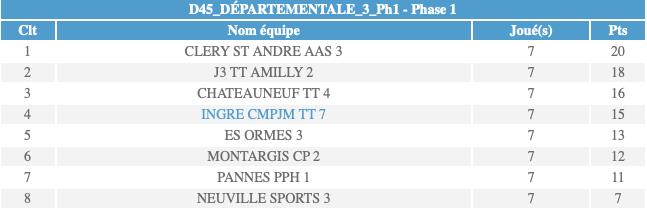 D45_DÉPARTEMENTALE_3_Ph1 - Phase 1
Clt Nom équipe Joué(s) Pts
1 CLERY ST ANDRE AAS 3 7 20
2 J3 TT AMILLY 2 7 18
3 CHATEAUNEUF TT 4 7 16
4 INGRE CMPJM TT 7 7 15
5 ES ORMES 3 7 13
6 MONTARGIS CP 2 7 12
7 PANNES PPH 1 7 11
8 NEUVILLE SPORTS 3 7 7